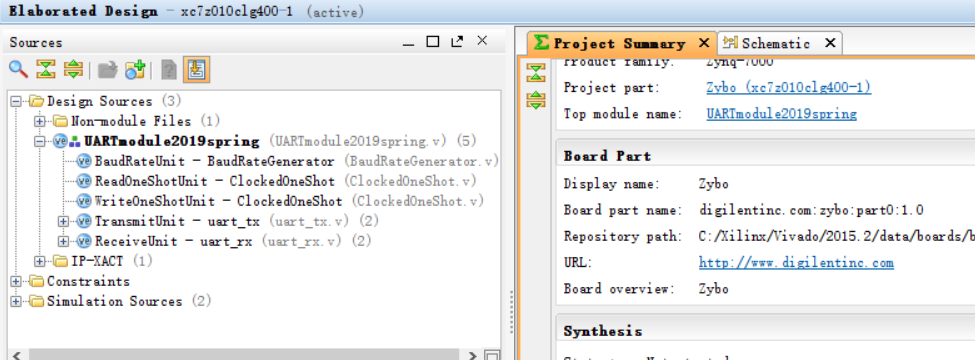 Elaborated Design - xc7z010clg400-1 (active)
Sources
Design Sources (3)
Non-module Files (1)
UARTmodule2019spring (UARTmodule2019spring.v) (5)
BaudRateUnit - BaudRateGenerator (BaudRateGenerator.v)
ReadOneShotUnit - ClockedOneShot (ClockedOneShot.v)
WriteOneShotUnit - ClockedOneShot (ClockedOneShot.v)
TransmitUnit - uart_tx (uart_tx.v) (2)
ReceiveUnit - uart_rx (uart_rx.v) (2)
IP-XACT (1)
Constraints
Simulation Sources (2)
Project Summary
Schematic
Product family: Zynq-7000
Project part: Zybo (xc7z010clg400-1)
Top module name: UARTmodule2019spring
Board Part
Display name: Zybo
Board part name: digilentinc.com:zybo:part0:1.0
Repository path: C:/Xilinx/Vivado/2015.2/data/boards/b
URL: http://www.digilentinc.com
Board overview: Zybo
Synthesis